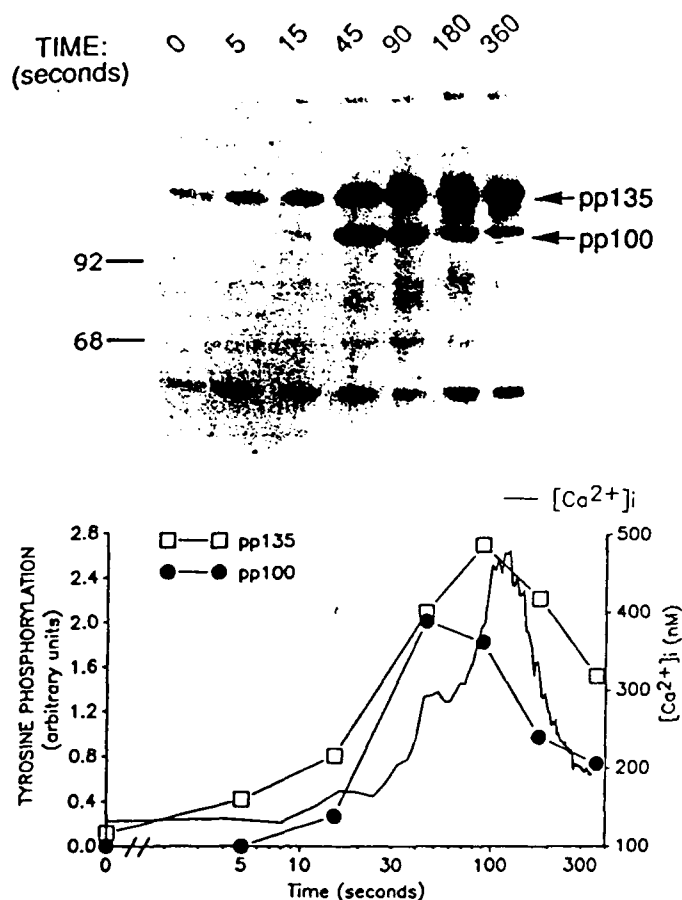 TIME: 0 5 15 45 90 180 360
(seconds)
pp135
pp100
92
68
[Ca2+]i
pp135
pp100
TYROSINE PHOSPHORYLATION
(arbitrary units)
2.8
2.4
2.0
1.6
1.2
0.8
0.4
0.0
500
400
300
200
100
[Ca2+]i (nM)
0 5 10 30 100 300
Time (seconds)